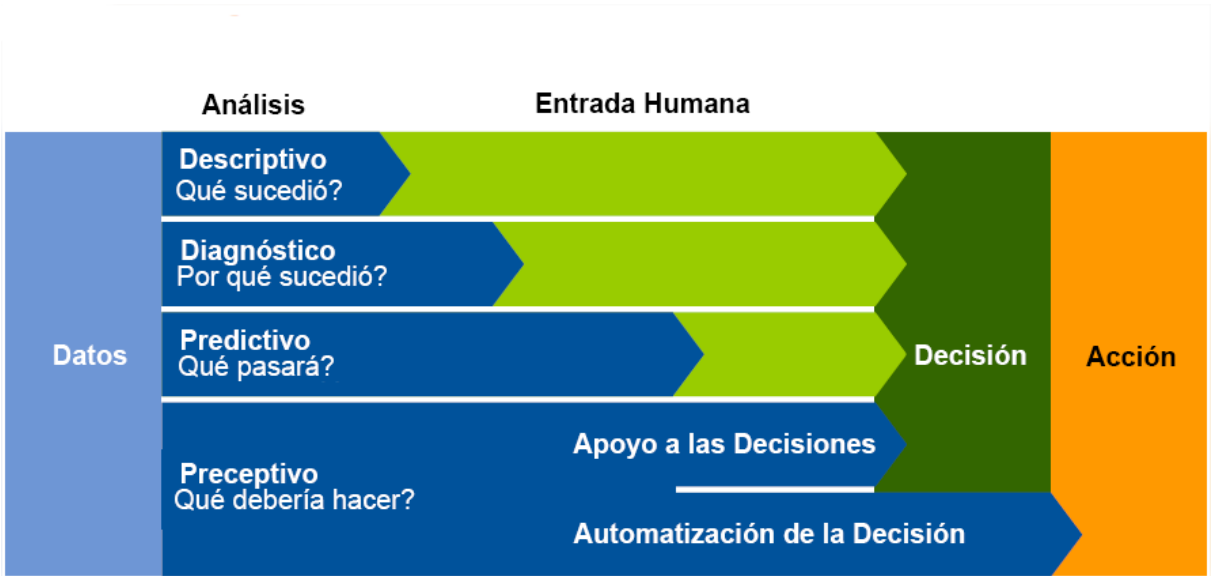 Análisis
Entrada Humana
Descriptivo
Qué sucedió?
Diagnóstico
Por qué sucedió?
Datos
Predictivo
Qué pasará?
Decisión
Acción
Apoyo a las Decisiones
Preceptivo
Qué debería hacer?
Automatización de la Decisión